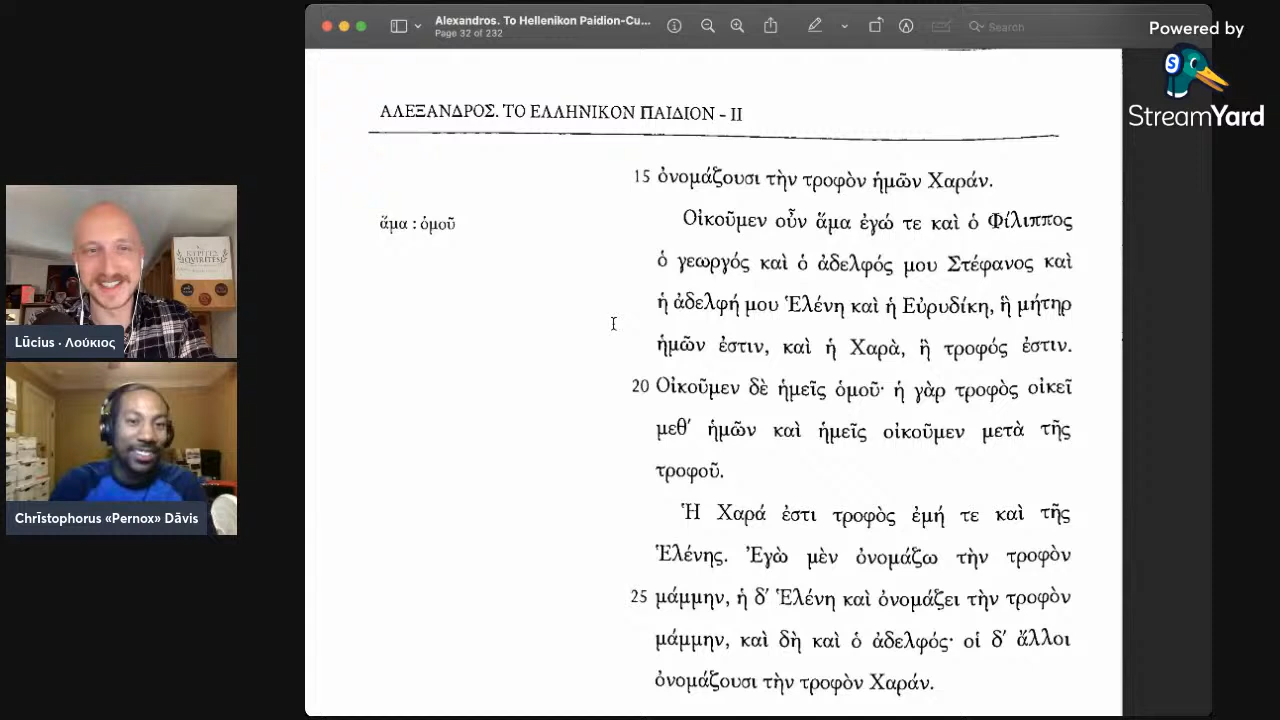 Alexandros. To Hellenikon Paidion-Cu...
Page 32 of 232
Search
Powered by
StreamYard
ΑΛΕΞΑΝΔΡΟΣ. ΤΟ ΕΛΛΗΝΙΚΟΝ ΠΑΙΔΙΟΝ - II
15 ὀνομάζουσι τὴν τροφὸν ἡμῶν Χαράν.
ἅμα : ὁμοῦ
Οἰκοῦμεν οὖν ἅμα ἐγώ τε καὶ ὁ Φίλιππος
ὁ γεωργός καὶ ὁ ἀδελφός μου Στέφανος καὶ
ἡ ἀδελφή μου Ἑλένη καὶ ἡ Εὐρυδίκη, ἣ μήτηρ
ἡμῶν ἐστιν, καὶ ἡ Χαρὰ, ἣ τροφός ἐστιν.
20 Οἰκοῦμεν δὲ ἡμεῖς ὁμοῦ· ἡ γὰρ τροφὸς οἰκεῖ
μεθ' ἡμῶν καὶ ἡμεῖς οἰκοῦμεν μετὰ τῆς
τροφοῦ.
Ἡ Χαρά ἐστι τροφὸς ἐμή τε καὶ τῆς
Ἑλένης. Ἐγὼ μὲν ὀνομάζω τὴν τροφὸν
25 μάμμην, ἡ δ' Ἑλένη καὶ ὀνομάζει τὴν τροφὸν
μάμμην, καὶ δὴ καὶ ὁ ἀδελφός· οἱ δ' ἄλλοι
ὀνομάζουσι τὴν τροφὸν Χαράν.
Lūcius · Λούκιος
Chrīstophorus «Pernox» Dāvis